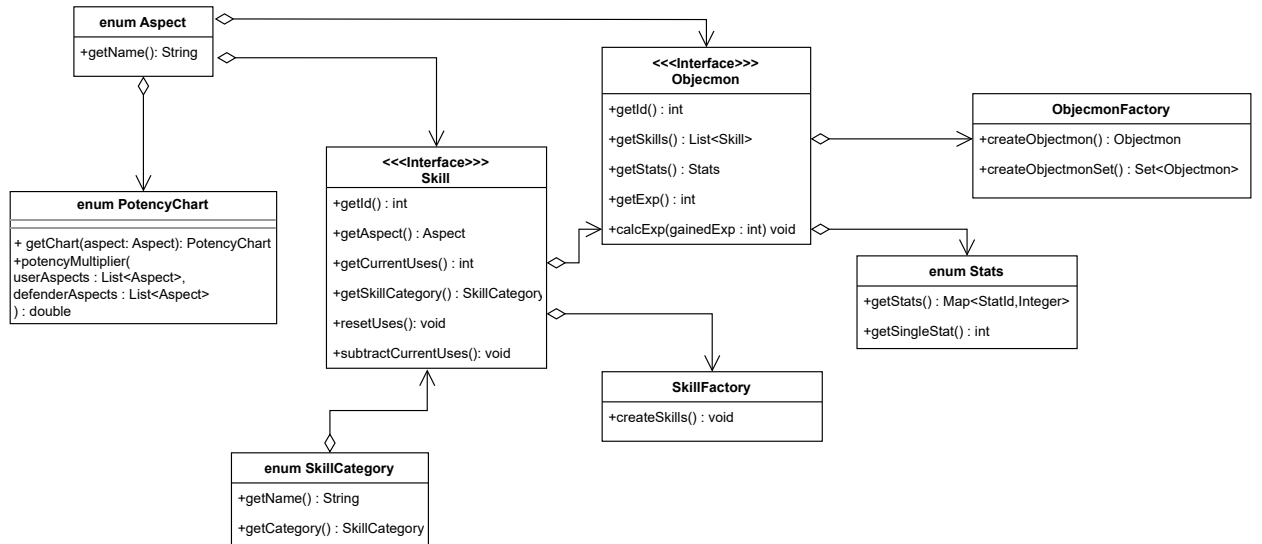 enum Aspect
+getName(): String
<<<Interface>>>
Objecmon
+getId() : int
+getSkills() : List<Skill>
+getStats() : Stats
+getExp() : int
+calcExp(gainedExp : int) void
ObjecmonFactory
+createObjectmon() : Objectmon
+createObjectmonSet() : Set<Objectmon>
<<<Interface>>>
Skill
+getId() : int
+getAspect() : Aspect
+getCurrentUses() : int
+getSkillCategory() : SkillCategory
+resetUses(): void
+subtractCurrentUses(): void
enum PotencyChart
+ getChart(aspect: Aspect): PotencyChart
+potencyMultiplier(
userAspects : List<Aspect>,
defenderAspects : List<Aspect>
) : double
enum Stats
+getStats() : Map<StatId,Integer>
+getSingleStat() : int
SkillFactory
+createSkills() : void
enum SkillCategory
+getName() : String
+getCategory() : SkillCategory